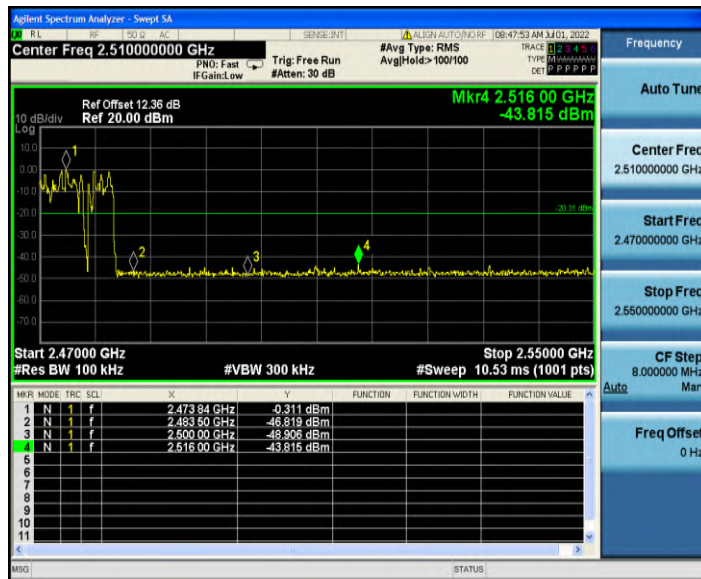 Agilent Spectrum Analyzer - Swept SA
RL RF 50 Ω AC SENSE:INT ALIGN AUTO/NO RF 08:47:53 AM Jul 01, 2022
Center Freq 2.510000000 GHz
PNO: Fast
IFGain:Low
Trig: Free Run
#Atten: 30 dB
#Avg Type: RMS
Avg|Hold:>100/100
TRACE 1 2 3 4 5 6
TYPE M
DET P P P P P P
Ref Offset 12.36 dB
Ref 20.00 dBm
10 dB/div
Log
Mkr4 2.516 00 GHz
-43.815 dBm
10.0
0.00
-10.0
-20.0
-30.0
-40.0
-50.0
-60.0
-70.0
1
2
3
4
-20.31 dBm
Start 2.47000 GHz
Stop 2.55000 GHz
#Res BW 100 kHz
#VBW 300 kHz
#Sweep 10.53 ms (1001 pts)
MKR MODE TRC SCL X Y FUNCTION FUNCTION WIDTH FUNCTION VALUE
1 N 1 f 2.473 84 GHz -0.311 dBm
2 N 1 f 2.483 50 GHz -46.819 dBm
3 N 1 f 2.500 00 GHz -48.906 dBm
4 N 1 f 2.516 00 GHz -43.815 dBm
5
6
7
8
9
10
11
MSG
STATUS
Frequency
Auto Tune
Center Freq
2.510000000 GHz
Start Freq
2.470000000 GHz
Stop Freq
2.550000000 GHz
CF Step
8.000000 MHz
Auto Man
Freq Offset
0 Hz